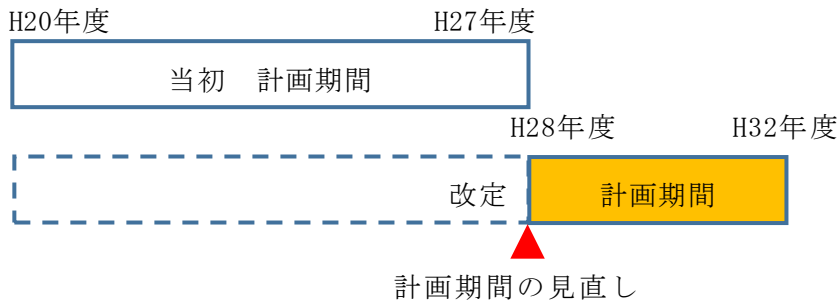 H20年度 H27年度
当初　計画期間
H28年度 H32年度
改定 計画期間
計画期間の見直し